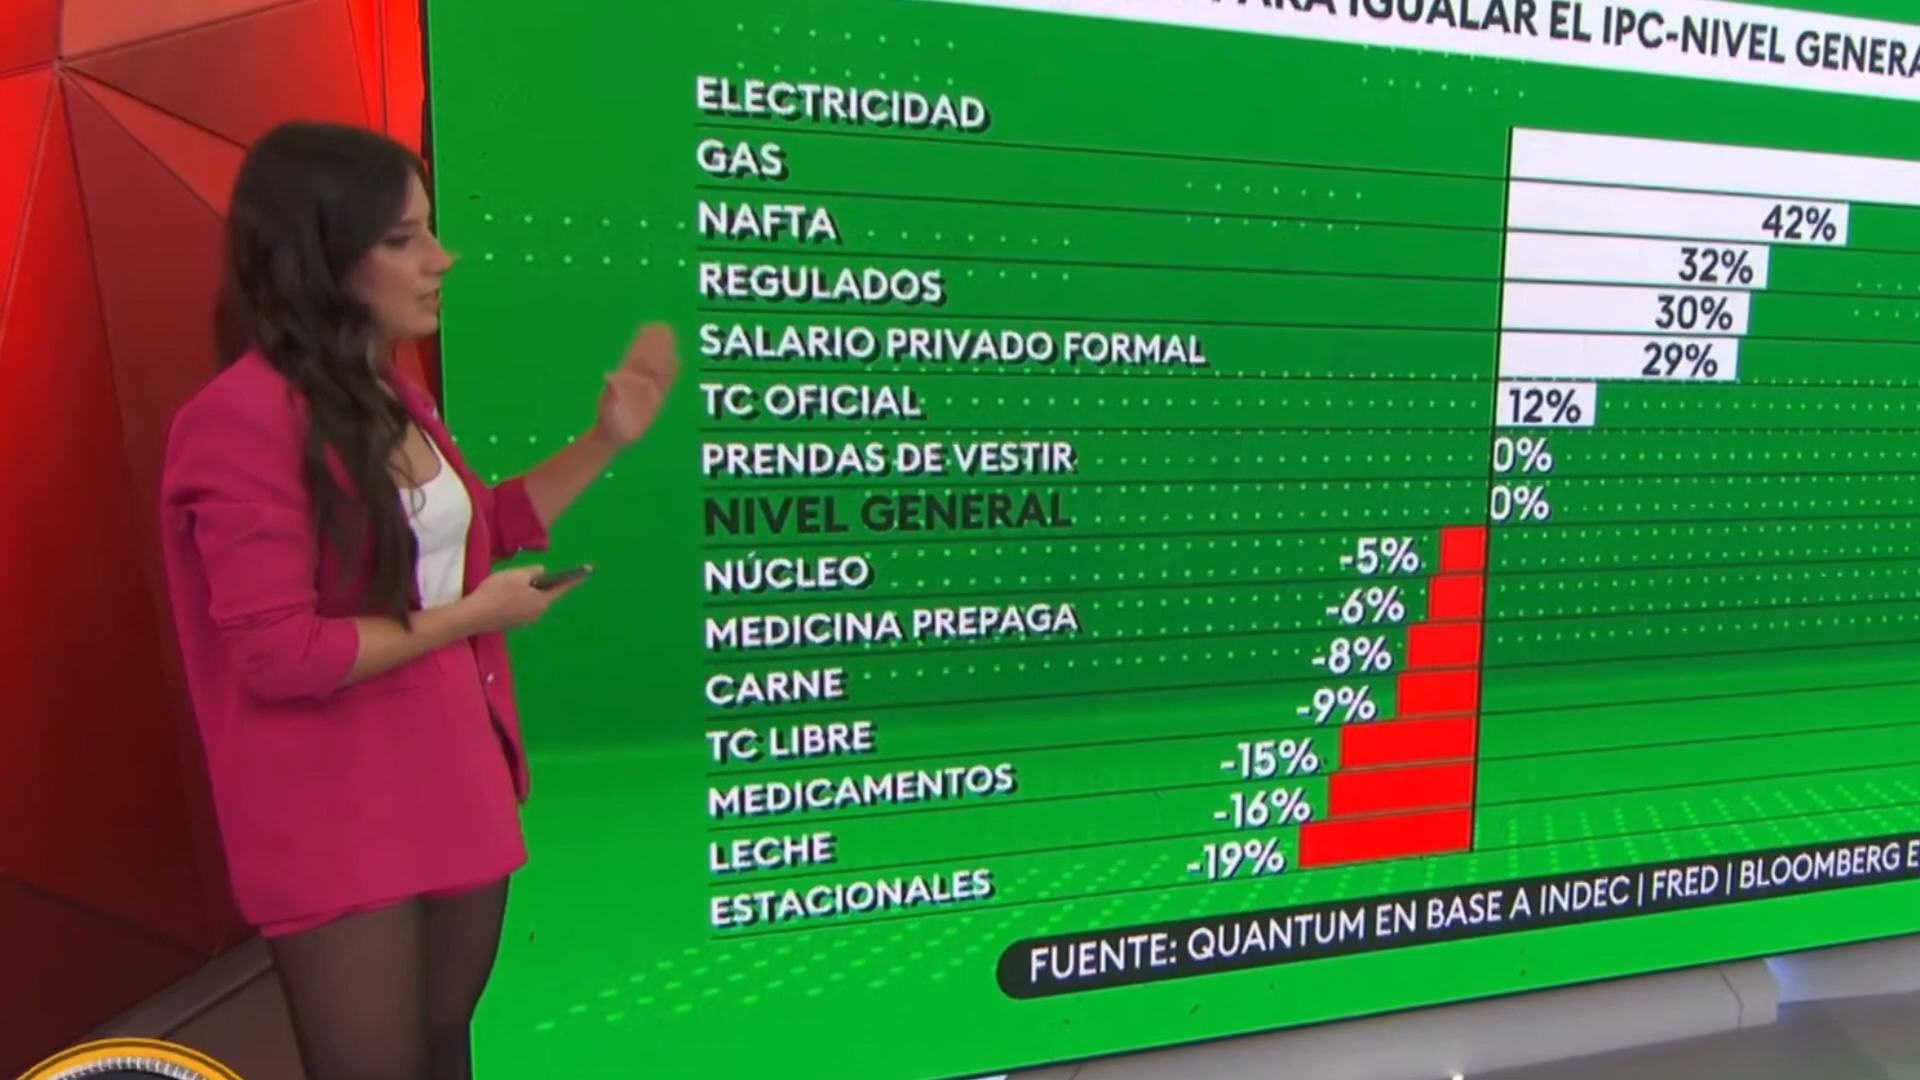 PARA IGUALAR EL IPC-NIVEL GENERA
ELECTRICIDAD
GAS
42%
NAFTA
32%
REGULADOS
30%
SALARIO PRIVADO FORMAL
29%
TC OFICIAL
12%
PRENDAS DE VESTIR
0%
NIVEL GENERAL
0%
NÚCLEO
-5%
MEDICINA PREPAGA
-6%
CARNE
-8%
TC LIBRE
-9%
MEDICAMENTOS
-15%
LECHE
-16%
ESTACIONALES
-19%
FUENTE: QUANTUM EN BASE A INDEC | FRED | BLOOMBERG E